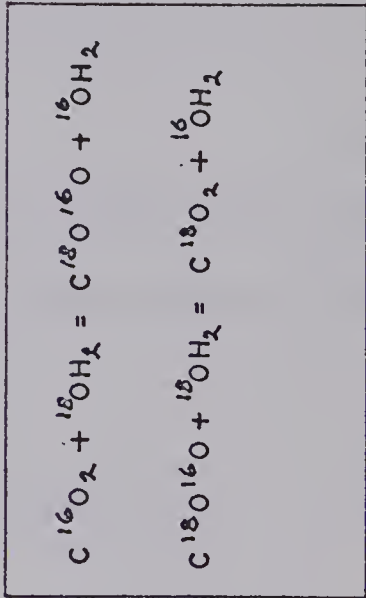 C¹⁶O₂ + ¹⁸OH₂ = C¹⁸O¹⁶O + ¹⁶OH₂
C¹⁸O¹⁶O + ¹⁸OH₂ = C¹⁸O₂ + ¹⁶OH₂